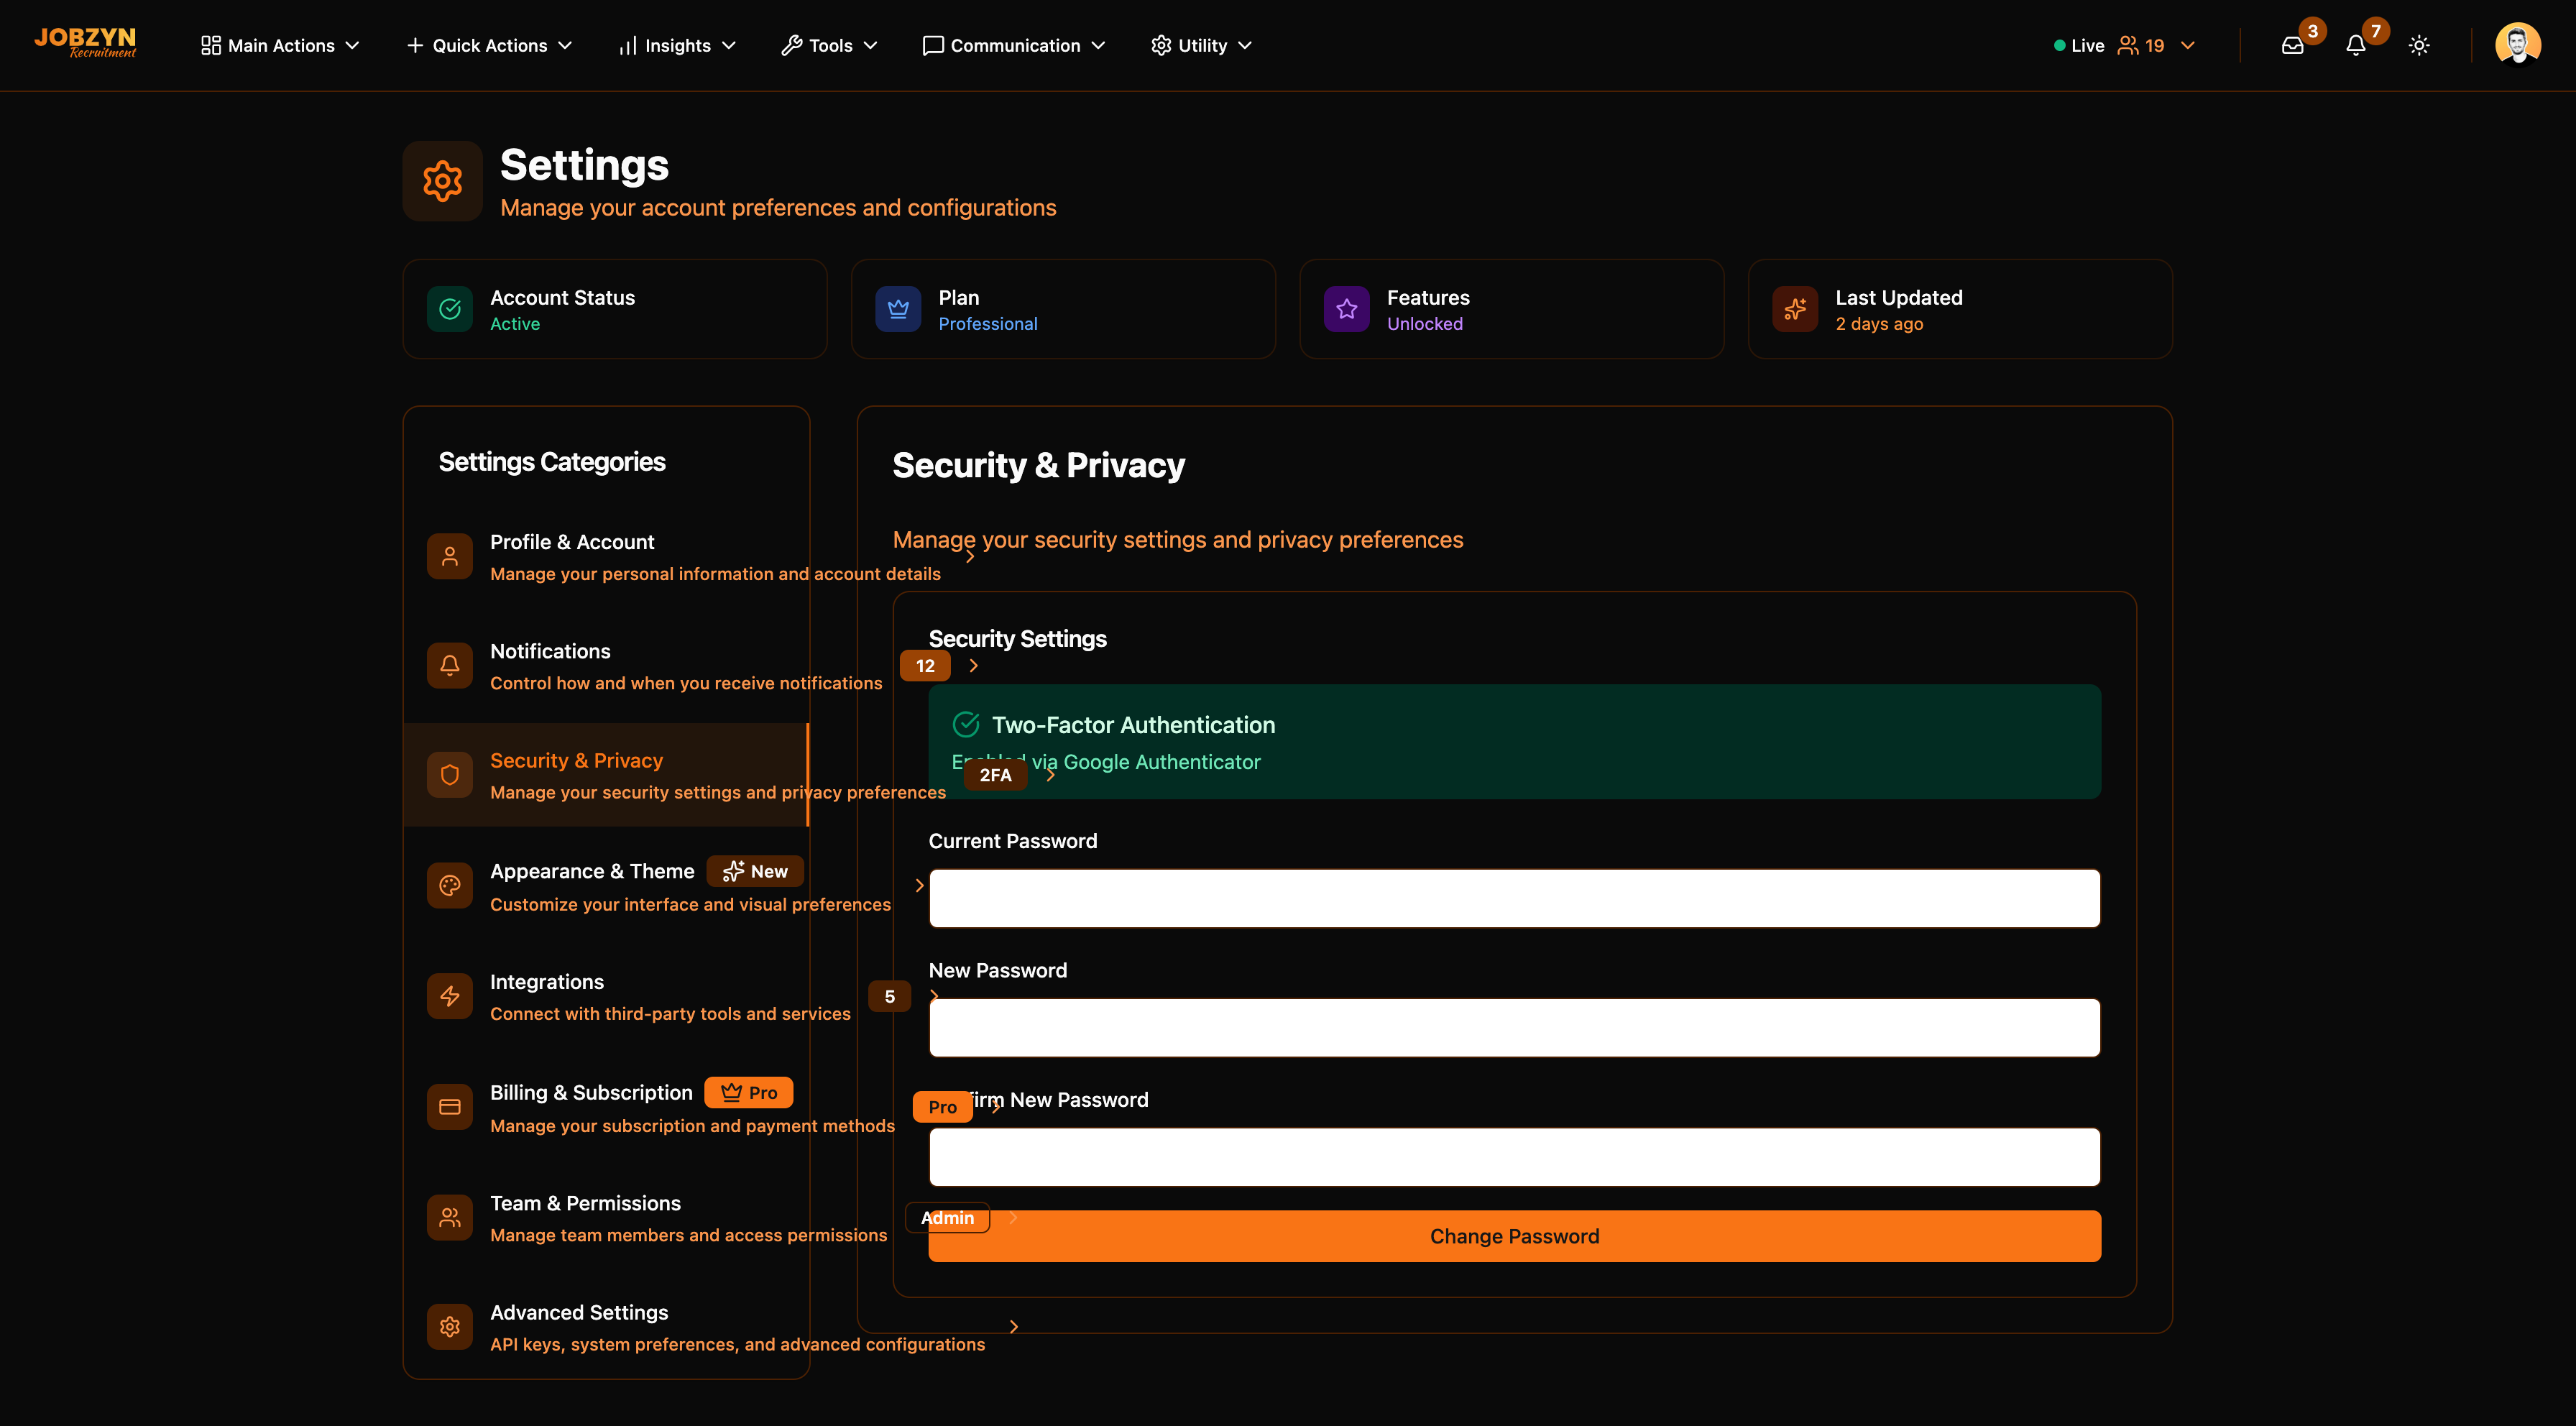 JOBZYN
Recruitment
Main Actions
Quick Actions
Insights
Tools
Communication
Utility
Live
19
3
7
Settings
Manage your account preferences and configurations
Account Status
Active
Plan
Professional
Features
Unlocked
Last Updated
2 days ago
Settings Categories
Profile & Account
Manage your personal information and account details
Notifications
Control how and when you receive notifications
12
Security & Privacy
Manage your security settings and privacy preferences
2FA
Appearance & Theme
New
Customize your interface and visual preferences
Integrations
Connect with third-party tools and services
5
Billing & Subscription
Pro
Manage your subscription and payment methods
Pro
Team & Permissions
Manage team members and access permissions
Admin
Advanced Settings
API keys, system preferences, and advanced configurations
Security & Privacy
Manage your security settings and privacy preferences
Security Settings
Two-Factor Authentication
Enabled via Google Authenticator
Current Password
New Password
New Password
Change Password